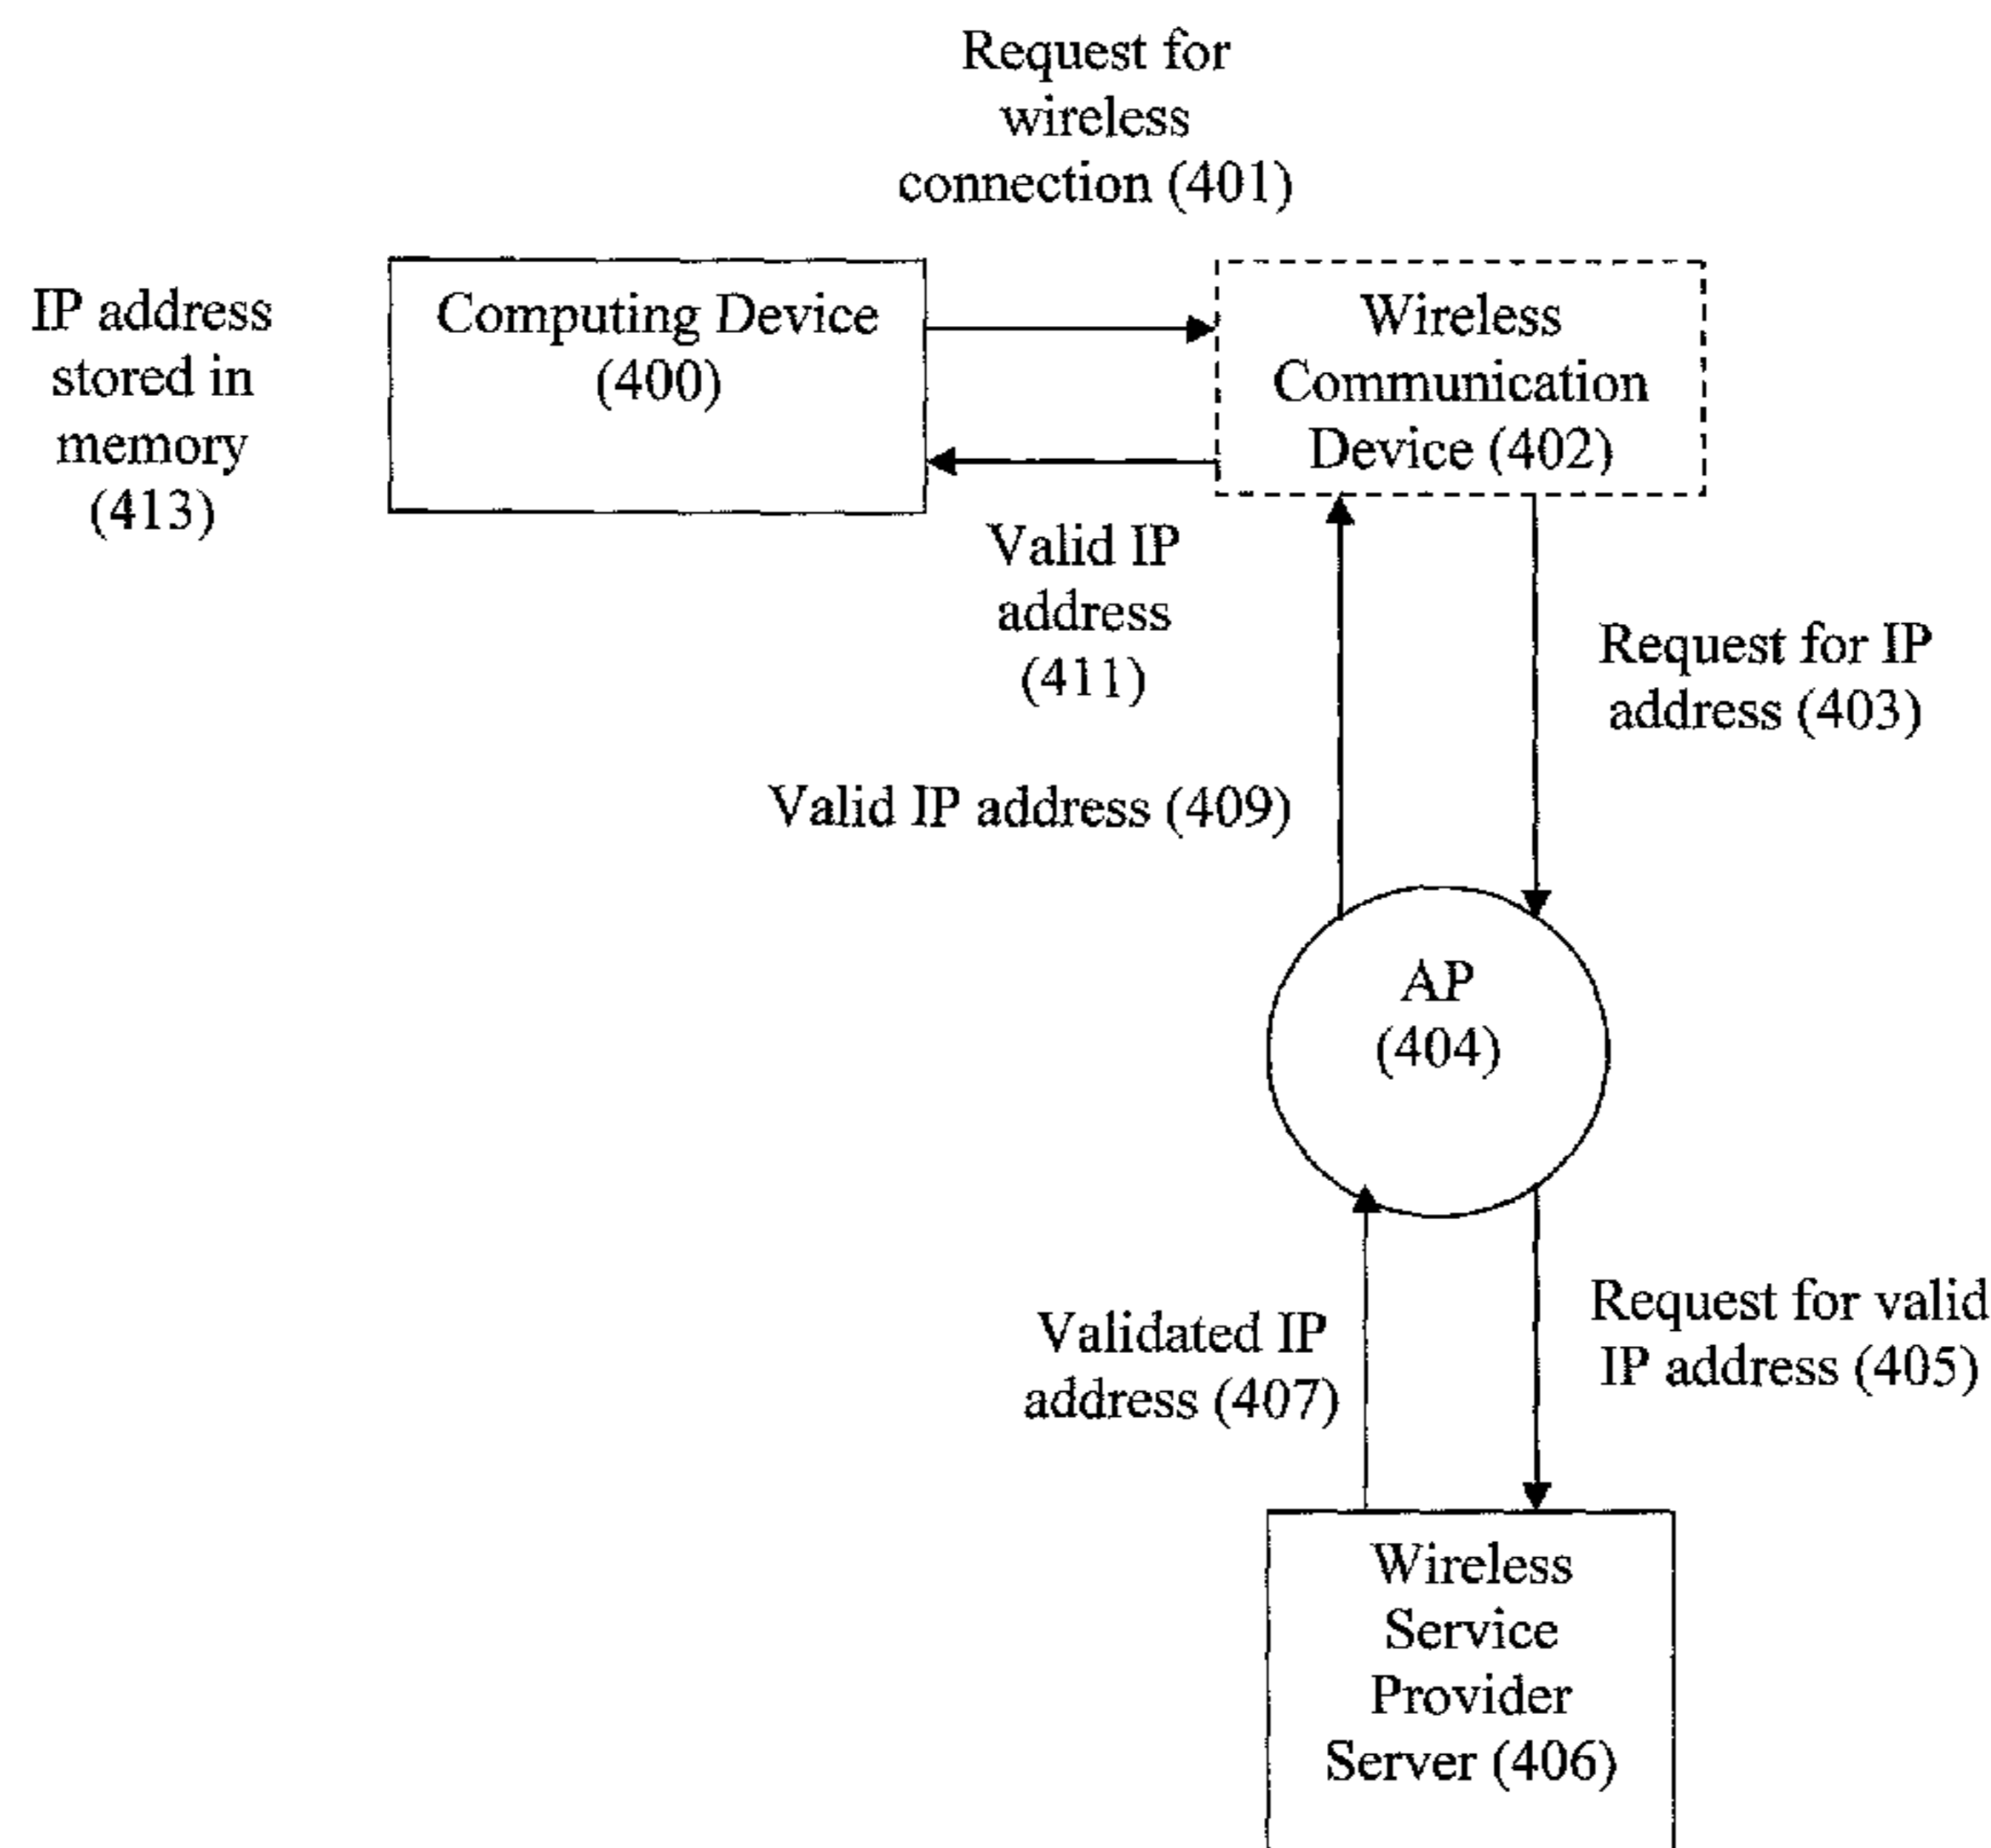 Request for
wireless
connection (401)
IP address
stored in
memory
(413)
Computing Device
(400)
Wireless
Communication
Device (402)
Valid IP
address
(411)
Request for IP
address (403)
Valid IP address (409)
AP
(404)
Validated IP
address (407)
Request for valid
IP address (405)
Wireless
Service
Provider
Server (406)